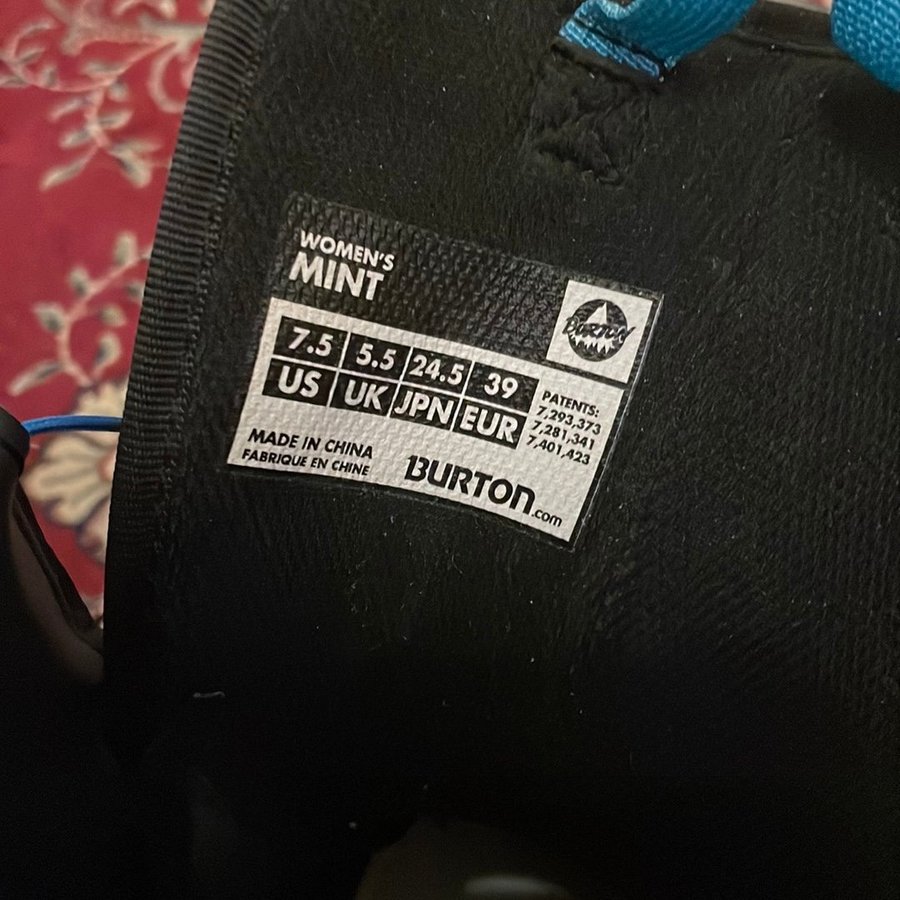 WOMEN'S
MINT
BURTON
7.5 5.5 24.5 39
US UK JPN EUR
PATENTS:
7,293,373
7,281,341
7,401,423
MADE IN CHINA
FABRIQUE EN CHINE
BURTON.com